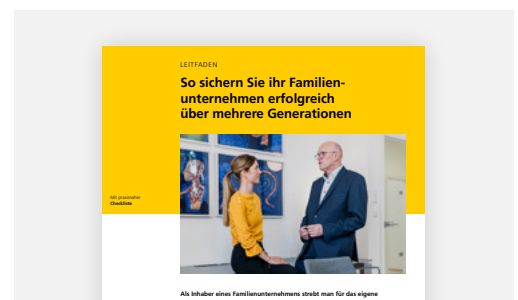 LEITFADEN
So sichern Sie ihr Familien-
unternehmen erfolgreich
über mehrere Generationen
Mit praxisnaher
Checkliste
Als Inhaber eines Familienunternehmens strebt man für das eigene